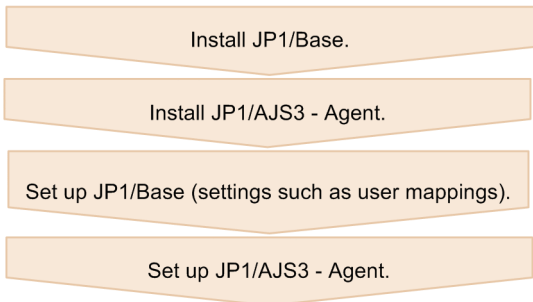 Install JP1/Base.
Install JP1/AJS3 - Agent.
Set up JP1/Base (settings such as user mappings).
Set up JP1/AJS3 - Agent.